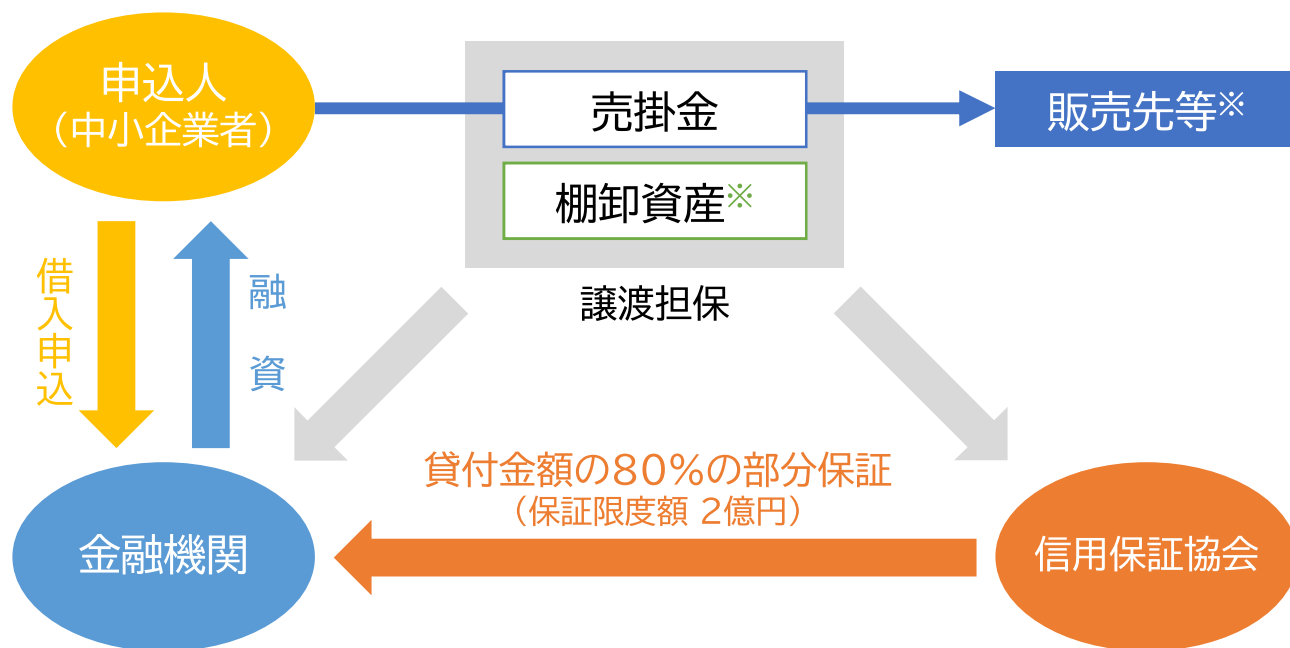 申込人
（中小企業者）
売掛金
販売先等※
棚卸資産※
譲渡担保
借入申込
融資
貸付金額の80%の部分保証
（保証限度額 2億円）
金融機関
信用保証協会